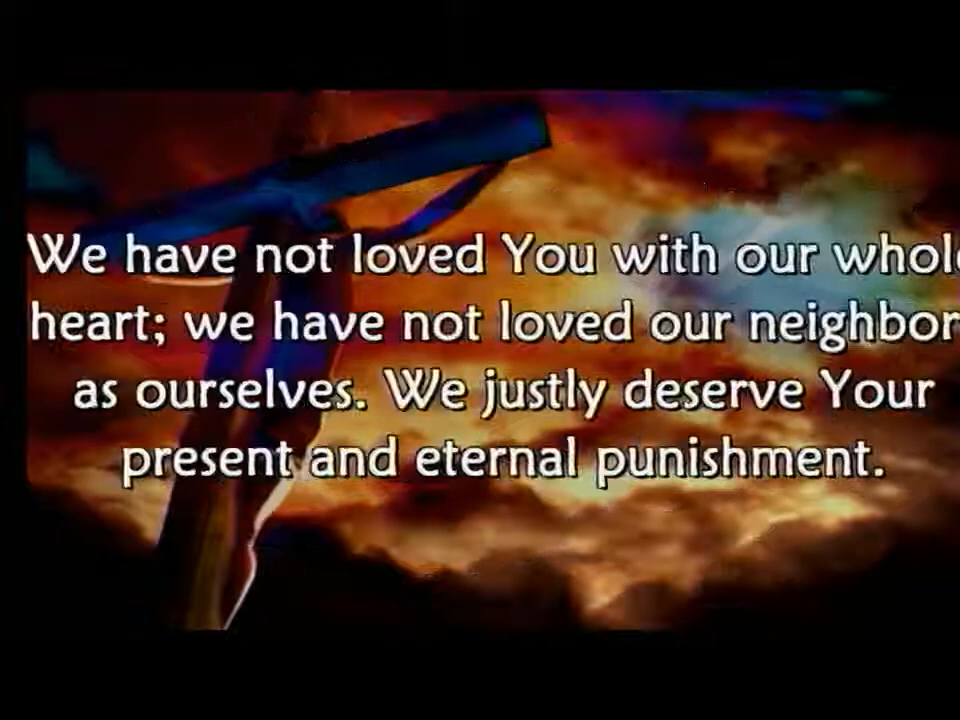 We have not loved You with our whole
heart; we have not loved our neighbor
as ourselves. We justly deserve Your
present and eternal punishment.